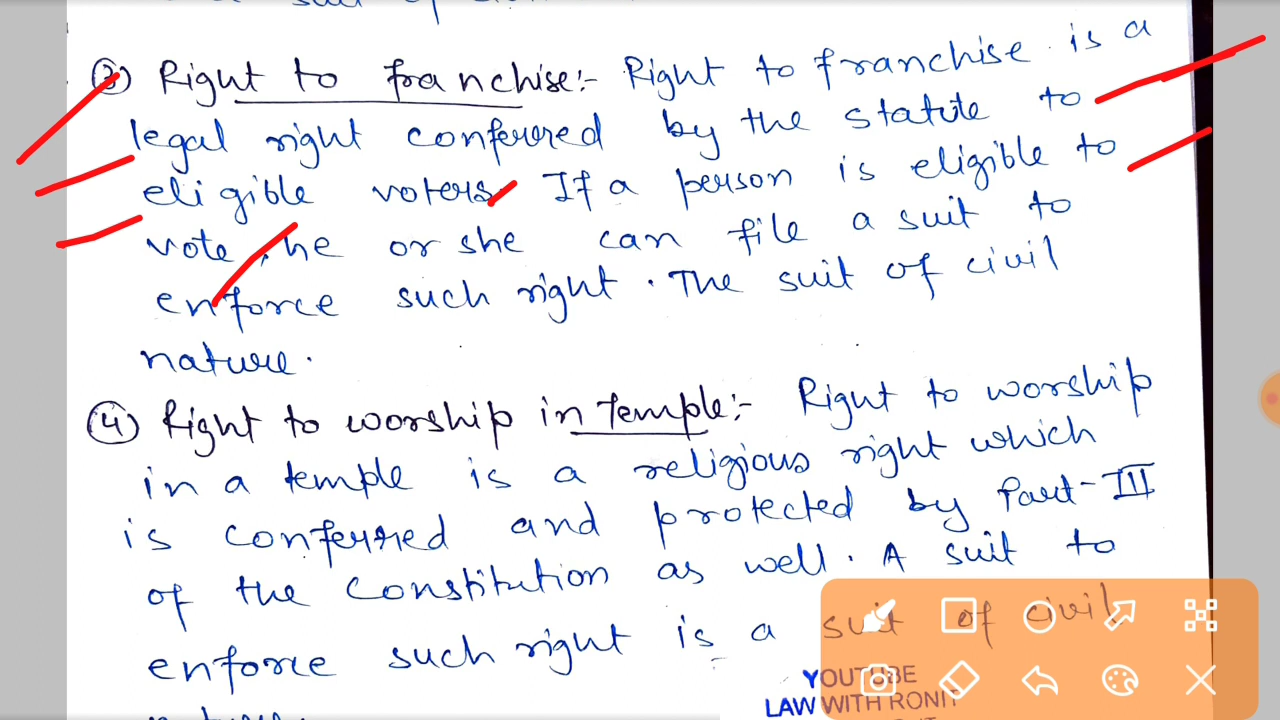 ③ Right to franchise:- Right to franchise is a
legal right conferred by the statute to
eligible voters. If a person is eligible to
vote, he or she can file a suit to
enforce such right. The suit of civil
nature.
④ Right to worship in temple:- Right to worship
in a temple is a religious right which
is conferred and protected by Part-III
of the Constitution as well. A suit to
enforce such right is a suit of civil
YOUTUBE
LAW WITH RONIT